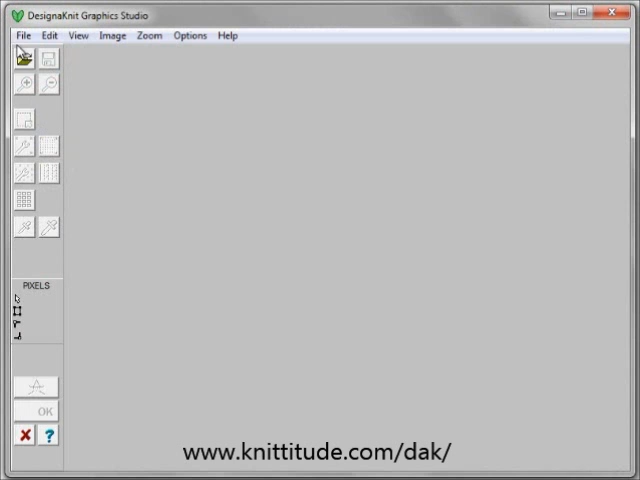 DesignaKnit Graphics Studio
File Edit View Image Zoom Options Help
PIXELS
OK
www.knittitude.com/dak/